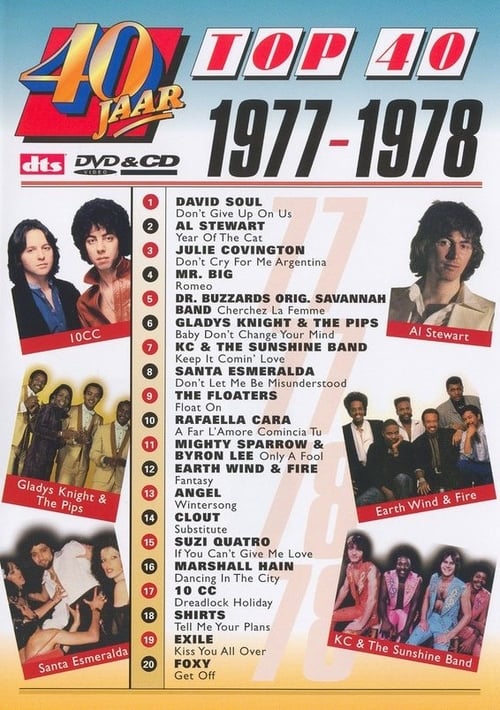 40
JAAR
TOP 40
1977-1978
dts DVD & CD
VIDEO
1 DAVID SOUL
Don't Give Up On Us
2 AL STEWART
Year Of The Cat
3 JULIE COVINGTON
Don't Cry For Me Argentina
4 MR. BIG
Romeo
5 DR. BUZZARDS ORIG. SAVANNAH
BAND Cherchez La Femme
6 GLADYS KNIGHT & THE PIPS
Baby Don't Change Your Mind
7 KC & THE SUNSHINE BAND
Keep It Comin' Love
8 SANTA ESMERALDA
Don't Let Me Be Misunderstood
9 THE FLOATERS
Float On
10 RAFAELLA CARA
A Far L'Amore Comincia Tu
11 MIGHTY SPARROW &
BYRON LEE Only A Fool
12 EARTH WIND & FIRE
Fantasy
13 ANGEL
Wintersong
14 CLOUT
Substitute
15 SUZI QUATRO
If You Can't Give Me Love
16 MARSHALL HAIN
Dancing In The City
17 10 CC
Dreadlock Holiday
18 SHIRTS
Tell Me Your Plans
19 EXILE
Kiss You All Over
20 FOXY
Get Off
10CC
Gladys Knight &
The Pips
Santa Esmeralda
Al Stewart
Earth Wind & Fire
KC & The Sunshine Band
77
77
78
78